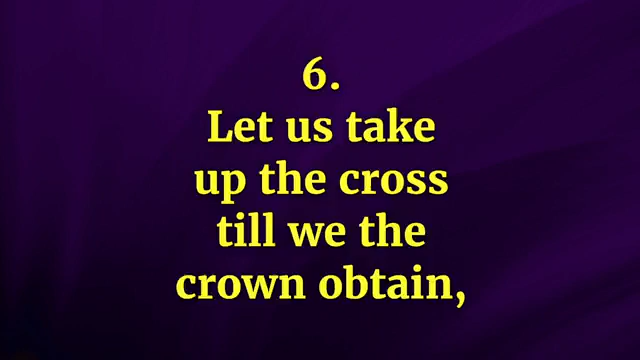 6.
Let us take
up the cross
till we the
crown obtain,